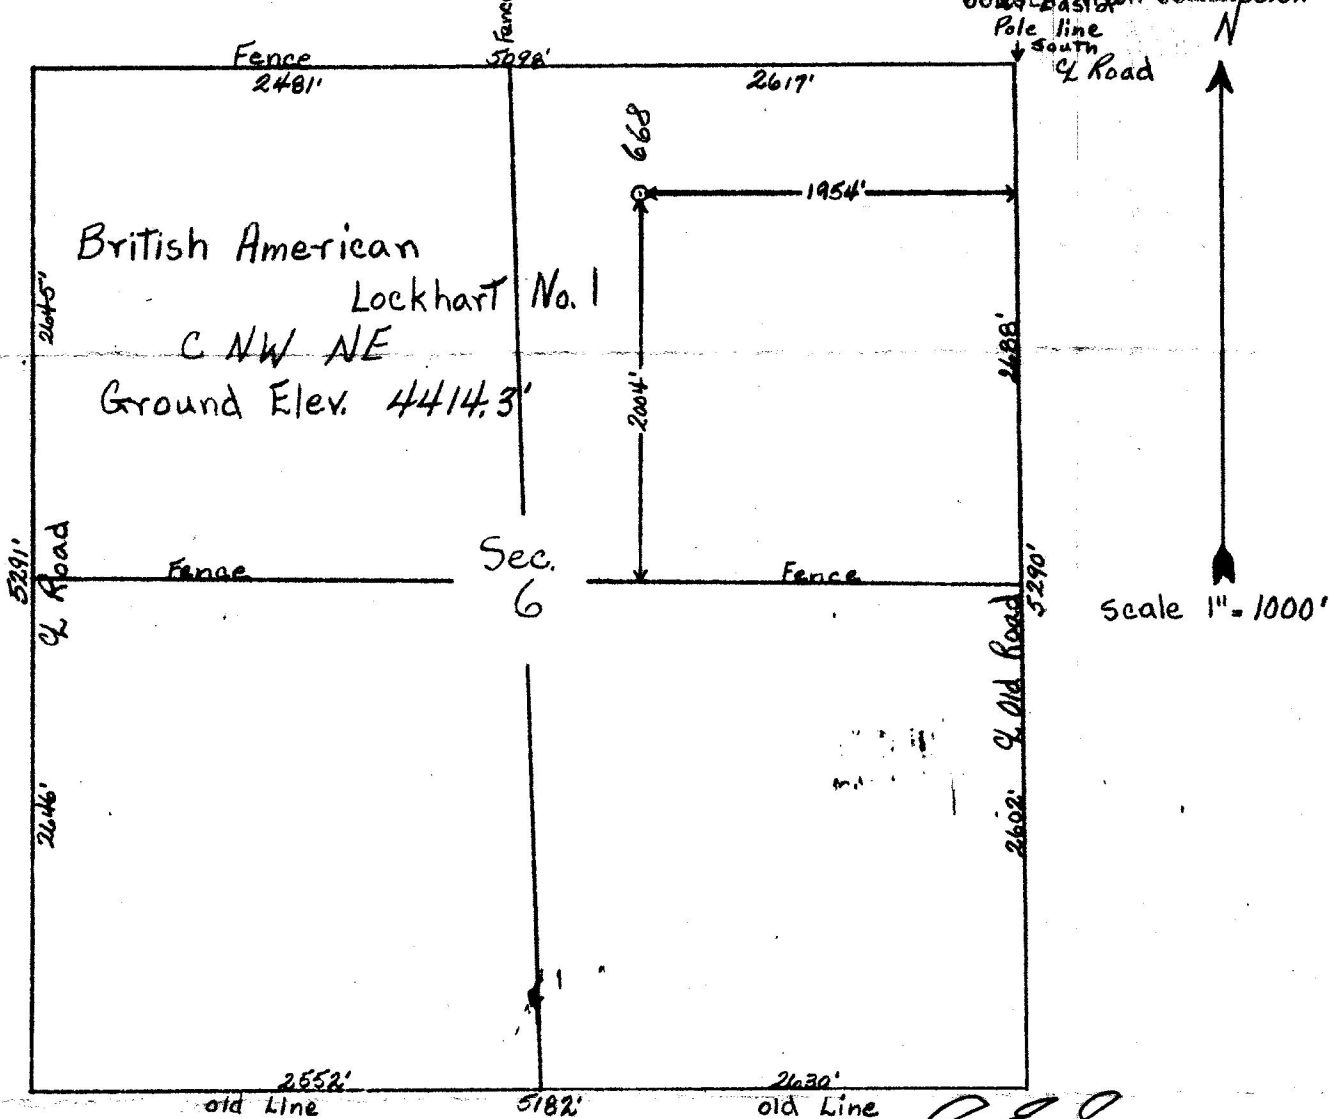 Pole line
South
℄ Road
N
Fence
Fence
5098'
2481'
2617'
668
1954'
British American
Lockhart No. 1
C NW NE
Ground Elev. 4414.3'
2645'
2004'
2688'
Sec.
6
Fence
Fence
5291'
℄ Road
5290'
℄ Old Road
Scale 1" = 1000'
2646'
2602'
2552'
2630'
old Line
5182'
old Line